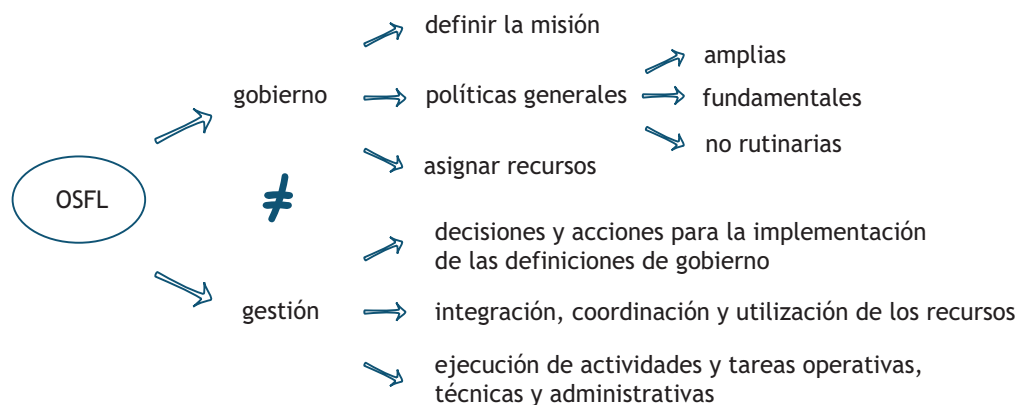 OSFL
gobierno
definir la misión
políticas generales
amplias
fundamentales
no rutinarias
asignar recursos
≠
gestión
decisiones y acciones para la implementación
de las definiciones de gobierno
integración, coordinación y utilización de los recursos
ejecución de actividades y tareas operativas,
técnicas y administrativas